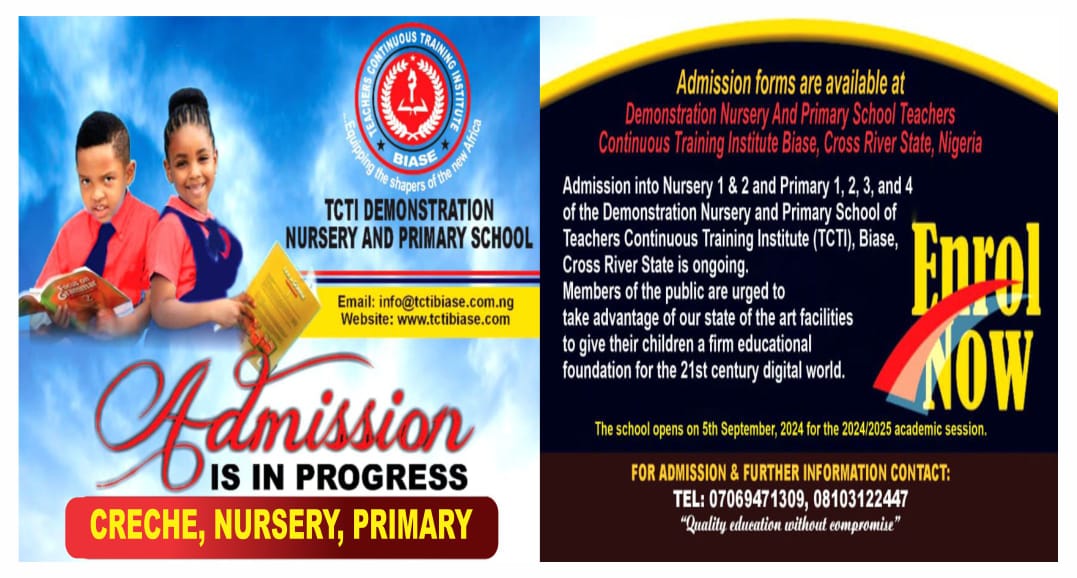 TEACHERS CONTINUOUS TRAINING INSTITUTE
BIASE
...Equipping the shapers of the new Africa
TCTI DEMONSTRATION
NURSERY AND PRIMARY SCHOOL
Email: info@tctibiase.com.ng
Website: www.tctibiase.com
Focus on
Grammar
2
Admission
IS IN PROGRESS
CRECHE, NURSERY, PRIMARY
Admission forms are available at
Demonstration Nursery And Primary School Teachers
Continuous Training Institute Biase, Cross River State, Nigeria
Admission into Nursery 1 & 2 and Primary 1, 2, 3, and 4
of the Demonstration Nursery and Primary School of
Teachers Continuous Training Institute (TCTI), Biase,
Cross River State is ongoing.
Members of the public are urged to
take advantage of our state of the art facilities
to give their children a firm educational
foundation for the 21st century digital world.
Enrol
NOW
The school opens on 5th September, 2024 for the 2024/2025 academic session.
FOR ADMISSION & FURTHER INFORMATION CONTACT:
TEL: 07069471309, 08103122447
"Quality education without compromise"